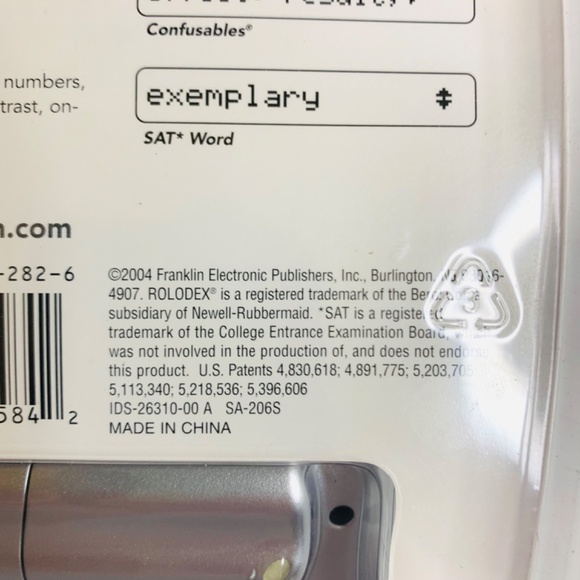 Confusables®
numbers,
trast, on-
exemplary
SAT* Word
.com
-282-6
©2004 Franklin Electronic Publishers, Inc., Burlington,
4907. ROLODEX® is a registered trademark of the
subsidiary of Newell-Rubbermaid. *SAT is a registered
trademark of the College Entrance Examination Board,
was not involved in the production of, and does not endorse
this product. U.S. Patents 4,830,618; 4,891,775; 5,203,705
5,113,340; 5,218,536; 5,396,606
IDS-26310-00 A SA-206S
MADE IN CHINA
584 2
3